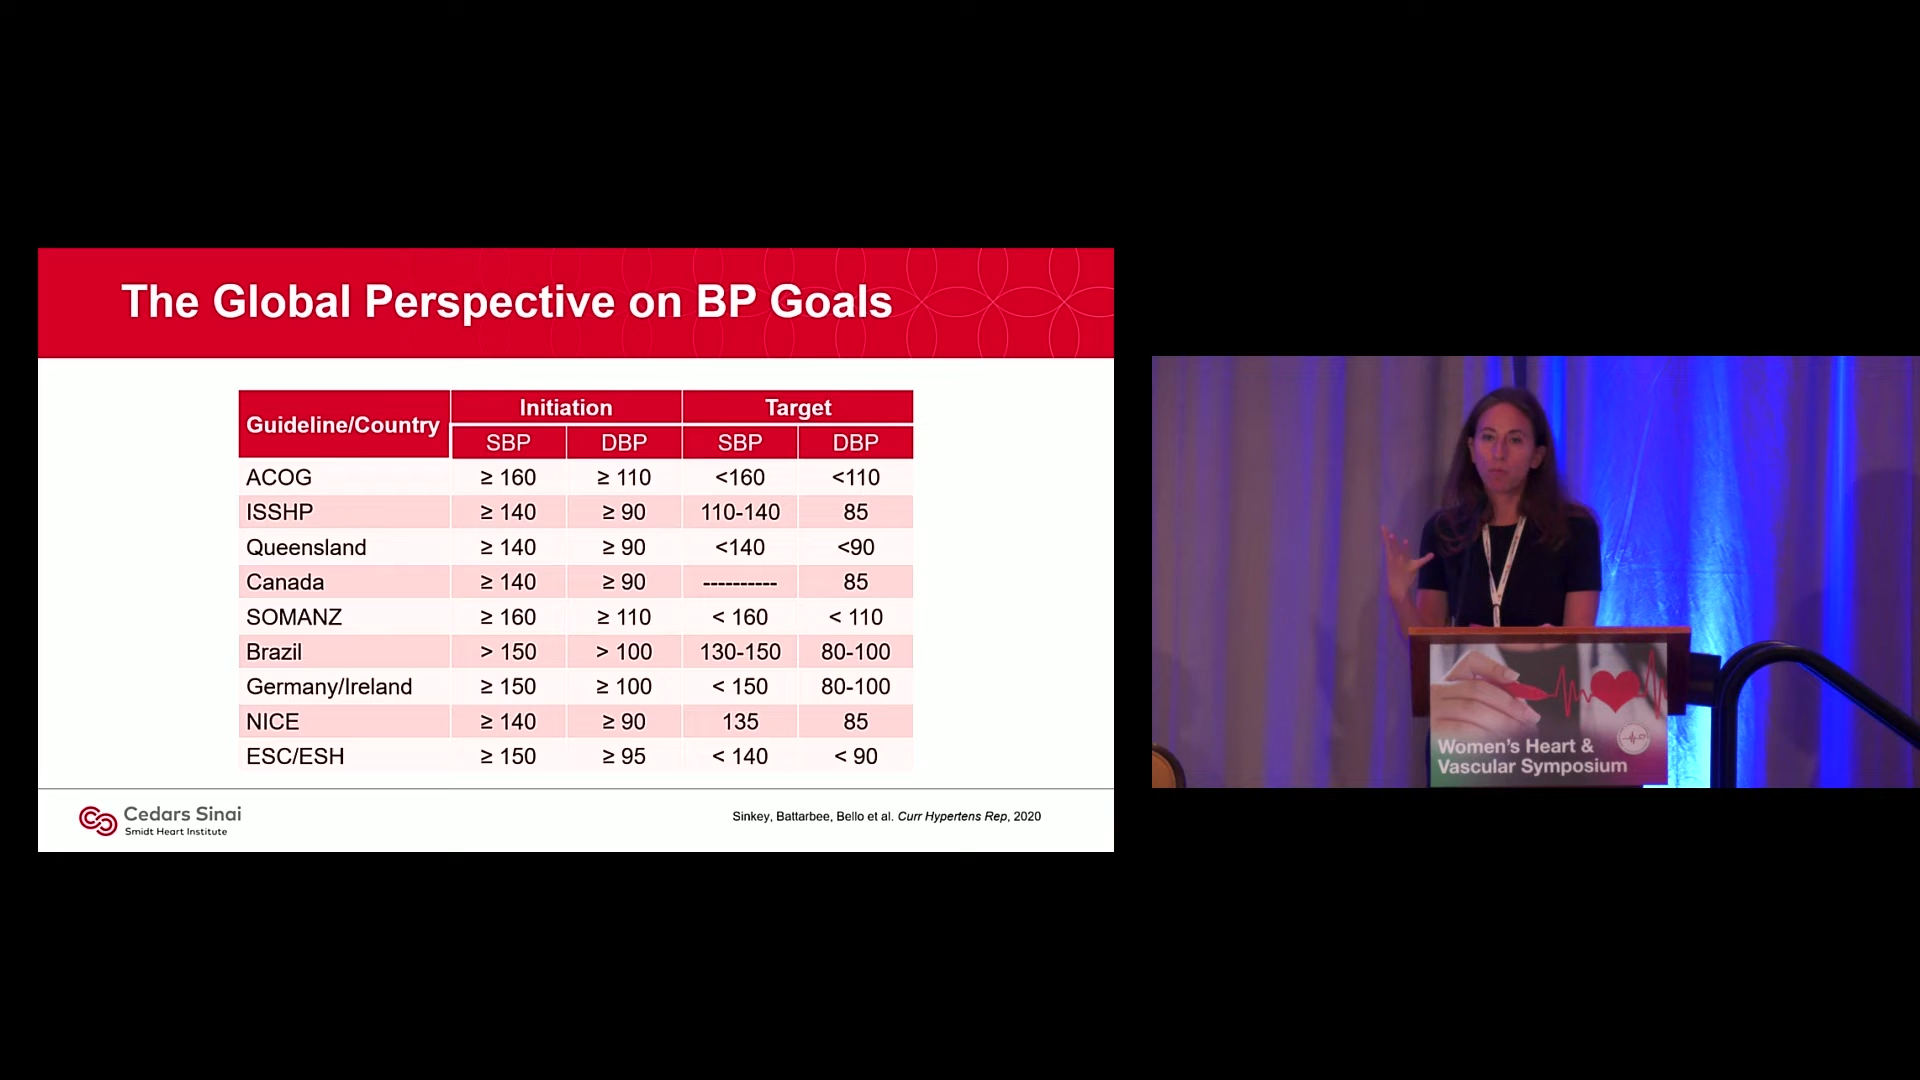 The Global Perspective on BP Goals
Guideline/Country Initiation Target
SBP DBP SBP DBP
ACOG ≥ 160 ≥ 110 <160 <110
ISSHP ≥ 140 ≥ 90 110-140 85
Queensland ≥ 140 ≥ 90 <140 <90
Canada ≥ 140 ≥ 90 ---------- 85
SOMANZ ≥ 160 ≥ 110 < 160 < 110
Brazil > 150 > 100 130-150 80-100
Germany/Ireland ≥ 150 ≥ 100 < 150 80-100
NICE ≥ 140 ≥ 90 135 85
ESC/ESH ≥ 150 ≥ 95 < 140 < 90
Cedars Sinai
Smidt Heart Institute
Sinkey, Battarbee, Bello et al. Curr Hypertens Rep, 2020
Women's Heart &
Vascular Symposium